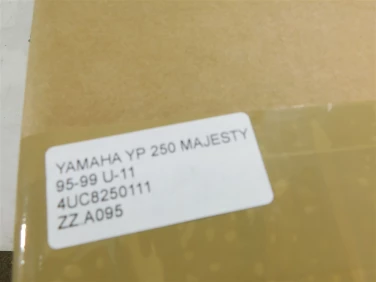 YAMAHA YP 250 MAJESTY
95-99 U-11
4UC8250111
ZZ A095